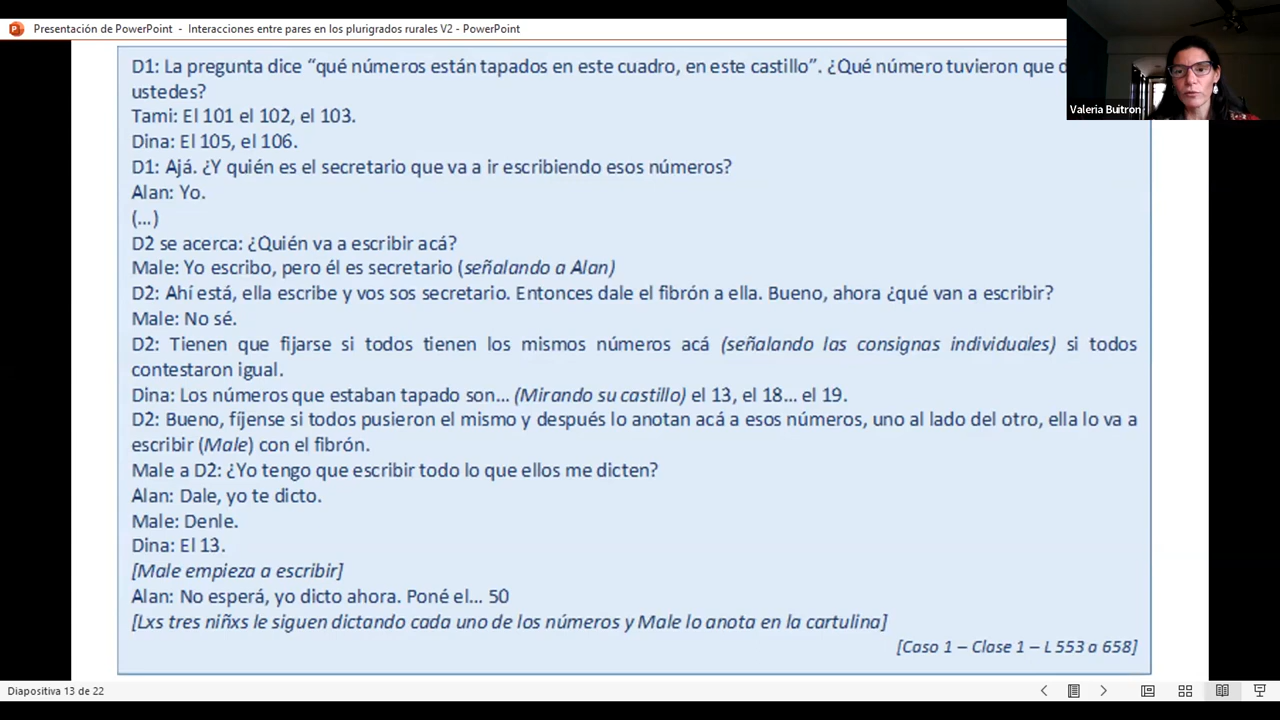 Presentación de PowerPoint - Interacciones entre pares en los plurigrados rurales V2 - PowerPoint
D1: La pregunta dice “qué números están tapados en este cuadro, en este castillo”. ¿Qué número tuvieron que
ustedes?
Valeria Buitron
Tami: El 101 el 102, el 103.
Dina: El 105, el 106.
D1: Ajá. ¿Y quién es el secretario que va a ir escribiendo esos números?
Alan: Yo.
(…)
D2 se acerca: ¿Quién va a escribir acá?
Male: Yo escribo, pero él es secretario (señalando a Alan)
D2: Ahí está, ella escribe y vos sos secretario. Entonces dale el fibrón a ella. Bueno, ahora ¿qué van a escribir?
Male: No sé.
D2: Tienen que fijarse si todos tienen los mismos números acá (señalando las consignas individuales) si todos
contestaron igual.
Dina: Los números que estaban tapado son… (Mirando su castillo) el 13, el 18… el 19.
D2: Bueno, fíjense si todos pusieron el mismo y después lo anotan acá a esos números, uno al lado del otro, ella lo va a
escribir (Male) con el fibrón.
Male a D2: ¿Yo tengo que escribir todo lo que ellos me dicten?
Alan: Dale, yo te dicto.
Male: Denle.
Dina: El 13.
[Male empieza a escribir]
Alan: No esperá, yo dicto ahora. Poné el… 50
[Lxs tres niñxs le siguen dictando cada uno de los números y Male lo anota en la cartulina]
[Caso 1 – Clase 1 – L 553 a 658]
Diapositiva 13 de 22